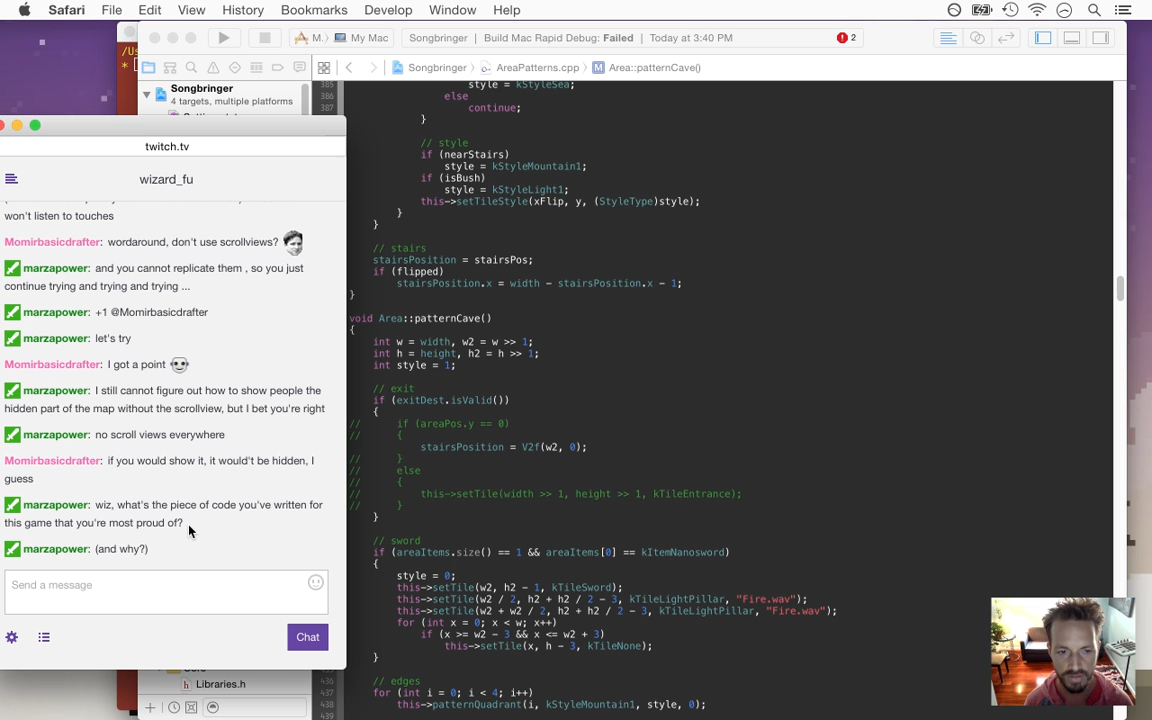 Safari File Edit View History Bookmarks Develop Window Help
M.〉 My Mac
Songbringer | Build Mac Rapid Debug: Failed | Today at 3:40 PM
2
Songbringer
4 targets, multiple platforms
Songbringer 〉 AreaPatterns.cpp 〉 M Area::patternCave()
twitch.tv
wizard_fu
won't listen to touches
Momirbasicdrafter: wordaround, don't use scrollviews?
marzapower: and you cannot replicate them , so you just
continue trying and trying and trying ...
marzapower: +1 @Momirbasicdrafter
marzapower: let's try
Momirbasicdrafter: I got a point
marzapower: I still cannot figure out how to show people the
hidden part of the map without the scrollview, but I bet you're right
marzapower: no scroll views everywhere
Momirbasicdrafter: if you would show it, it would't be hidden, I
guess
marzapower: wiz, what's the piece of code you've written for
this game that you're most proud of?
marzapower: (and why?)
Send a message
Chat
Libraries.h
385 style = kStyleSea;
386 else
387 continue;
}
// style
if (nearStairs)
style = kStyleMountain1;
if (isBush)
style = kStyleLight1;
this->setTileStyle(xFlip, y, (StyleType)style);
}
}
// stairs
stairsPosition = stairsPos;
if (flipped)
stairsPosition.x = width - stairsPosition.x - 1;
}
void Area::patternCave()
{
int w = width, w2 = w >> 1;
int h = height, h2 = h >> 1;
int style = 1;
// exit
if (exitDest.isValid())
{
// if (areaPos.y == 0)
// {
stairsPosition = V2f(w2, 0);
// }
// else
// {
// this->setTile(width >> 1, height >> 1, kTileEntrance);
// }
}
// sword
if (areaItems.size() == 1 && areaItems[0] == kItemNanosword)
{
style = 0;
this->setTile(w2, h2 - 1, kTileSword);
this->setTile(w2 / 2, h2 + h2 / 2 - 3, kTileLightPillar, "Fire.wav");
this->setTile(w2 + w2 / 2, h2 + h2 / 2 - 3, kTileLightPillar, "Fire.wav");
for (int x = 0; x < w; x++)
if (x >= w2 - 3 && x <= w2 + 3)
this->setTile(x, h - 3, kTileNone);
}
436
// edges
437 for (int i = 0; i < 4; i++)
438 this->patternQuadrant(i, kStyleMountain1, style, 0);
439